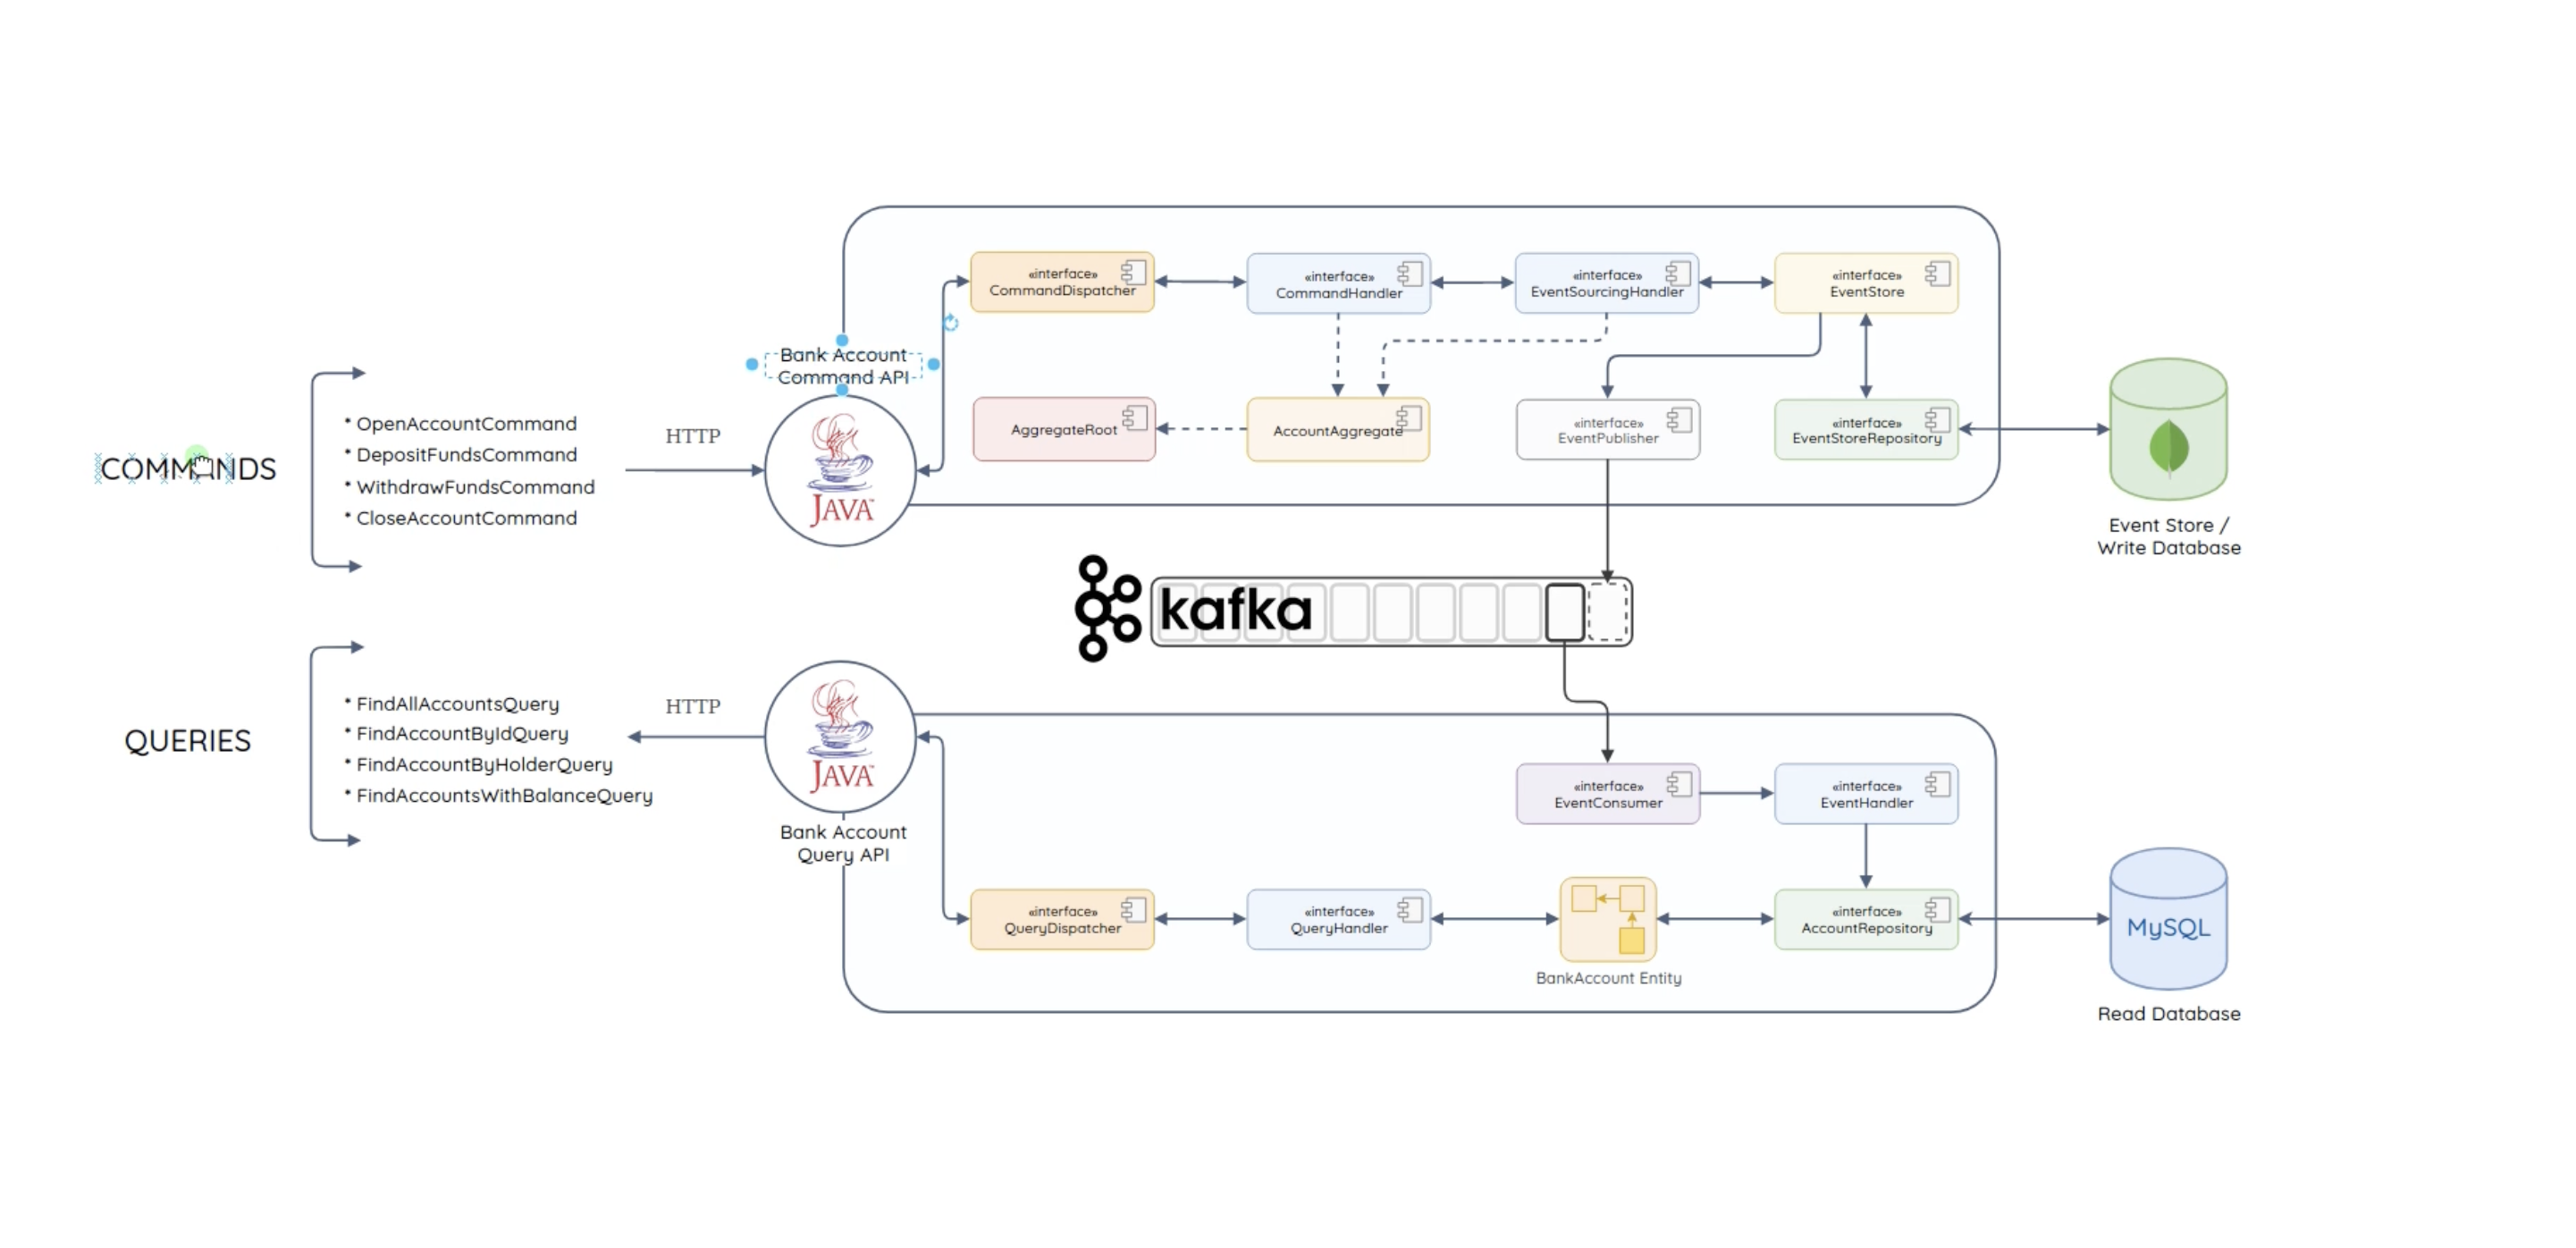 COMMANDS
* OpenAccountCommand
* DepositFundsCommand
* WithdrawFundsCommand
* CloseAccountCommand
HTTP
Bank Account
Command API
JAVA™
«interface»
CommandDispatcher
«interface»
CommandHandler
«interface»
EventSourcingHandler
«interface»
EventStore
AggregateRoot
AccountAggregate
«interface»
EventPublisher
«interface»
EventStoreRepository
Event Store /
Write Database
kafka
QUERIES
* FindAllAccountsQuery
* FindAccountByIdQuery
* FindAccountByHolderQuery
* FindAccountsWithBalanceQuery
HTTP
JAVA™
Bank Account
Query API
«interface»
EventConsumer
«interface»
EventHandler
«interface»
QueryDispatcher
«interface»
QueryHandler
BankAccount Entity
«interface»
AccountRepository
MySQL
Read Database